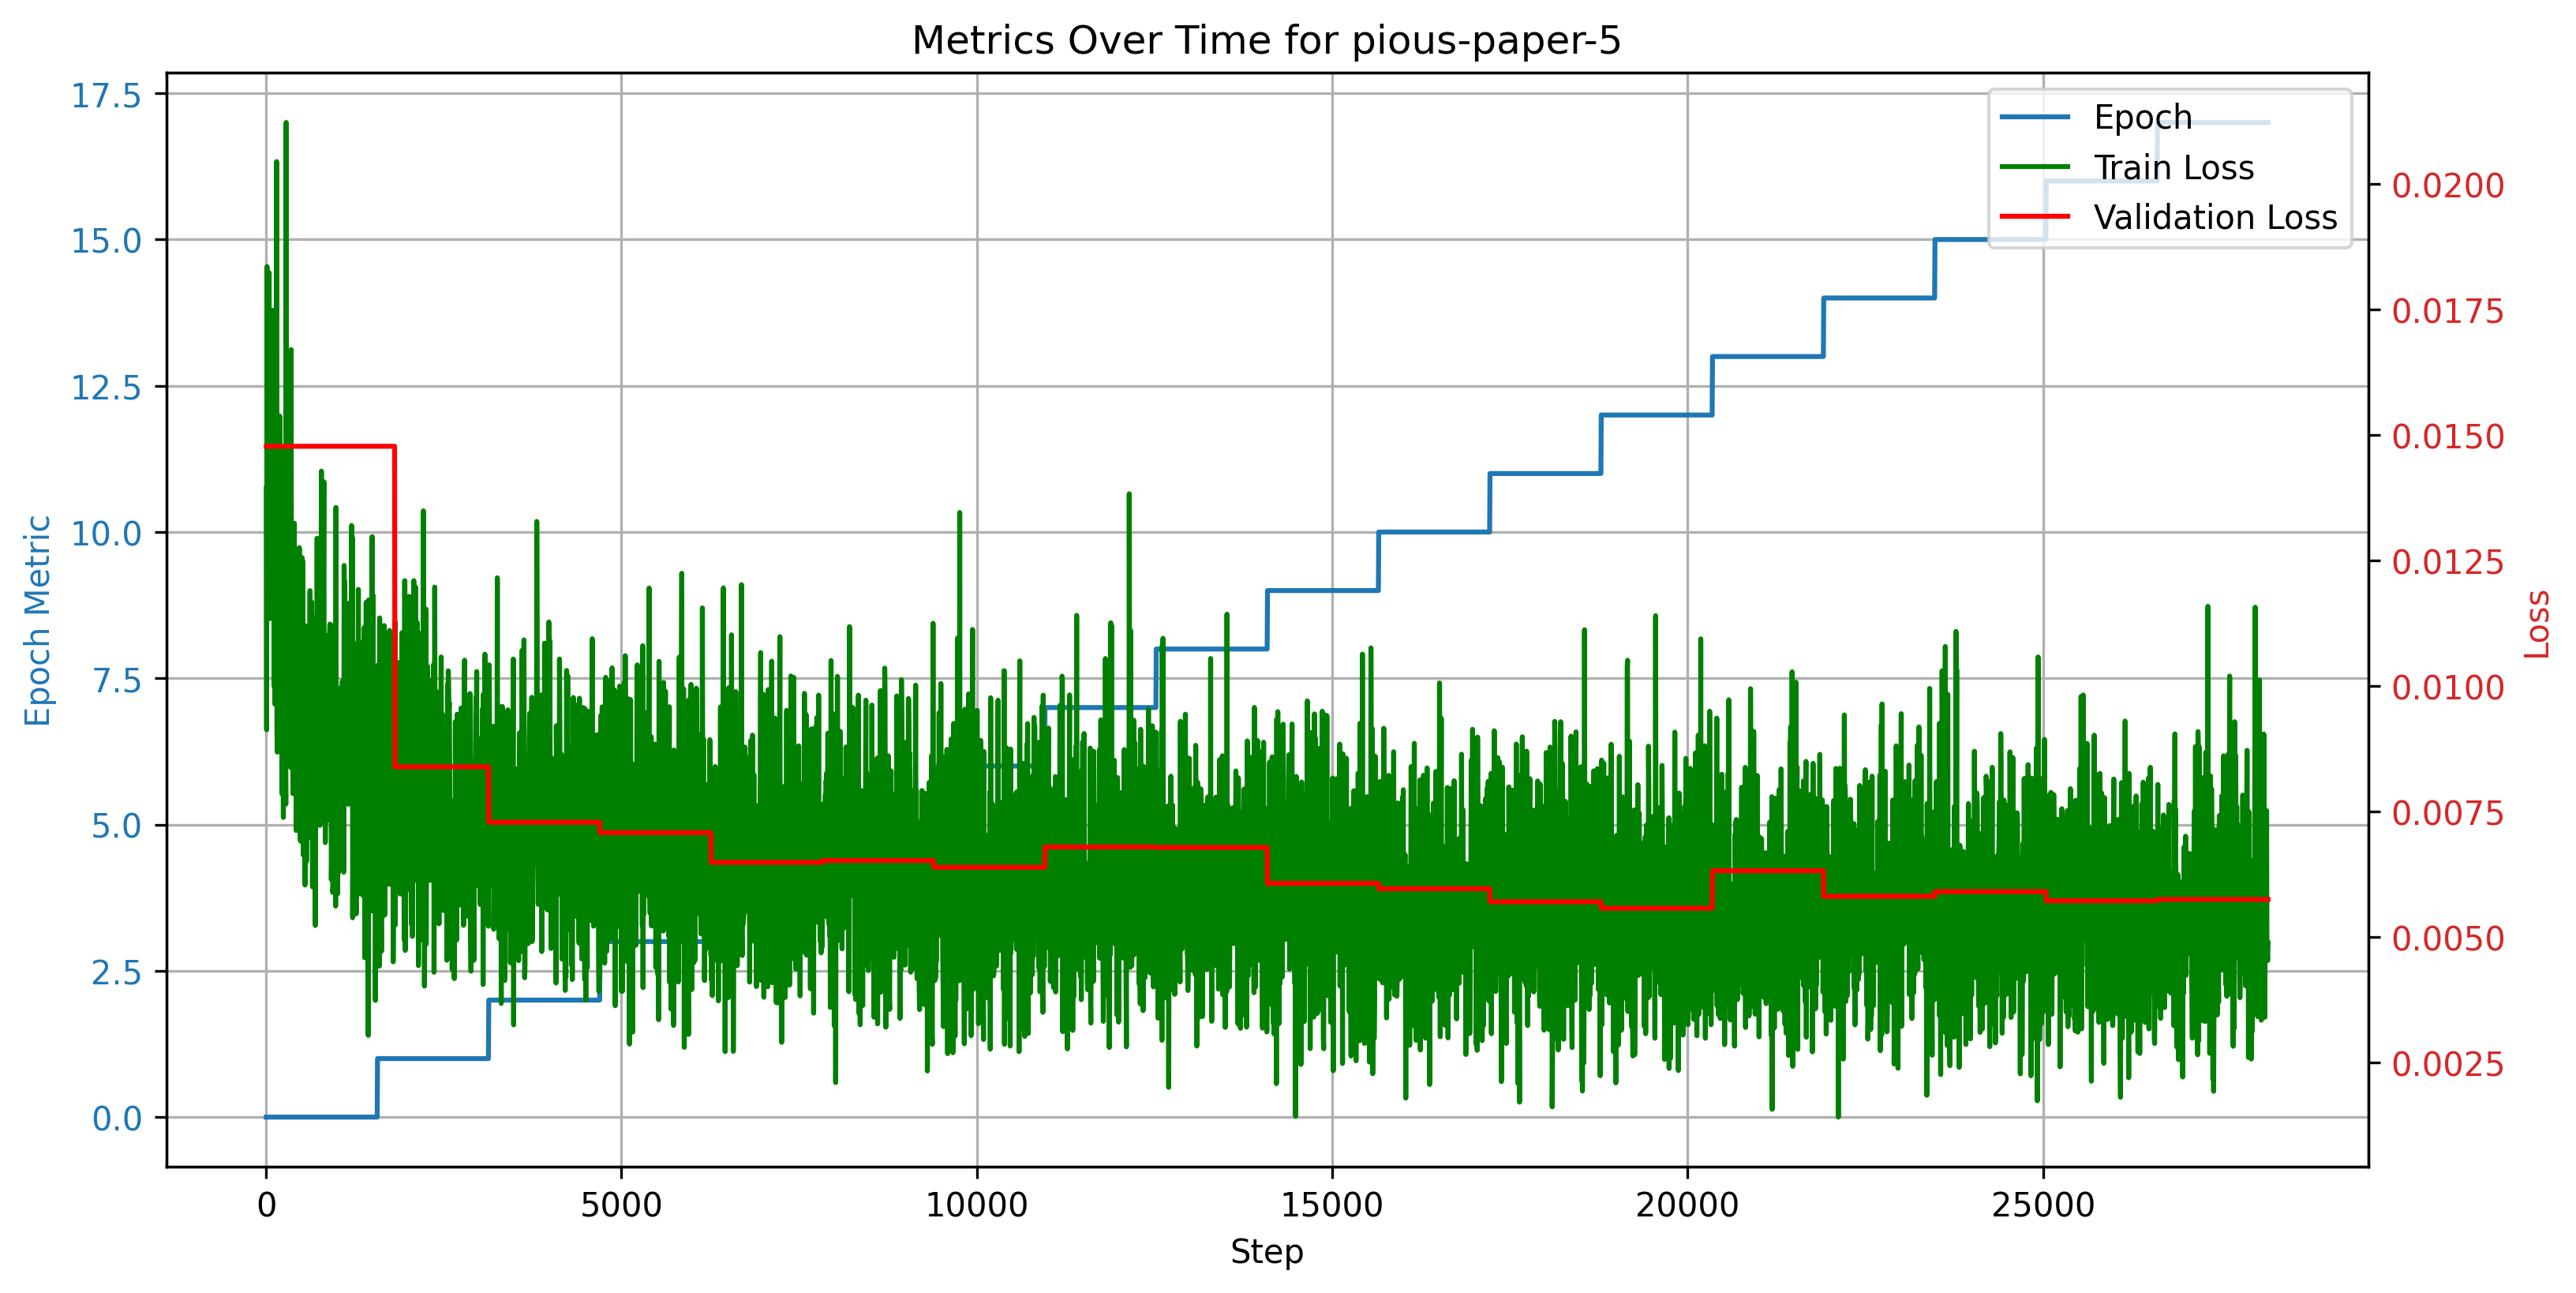 Metrics Over Time for pious-paper-5
17.5
15.0
12.5
10.0
7.5
5.0
2.5
0.0
Epoch Metric
Epoch
Train Loss
Validation Loss
0.0200
0.0175
0.0150
0.0125
0.0100
0.0075
0.0050
0.0025
Loss
0 5000 10000 15000 20000 25000
Step